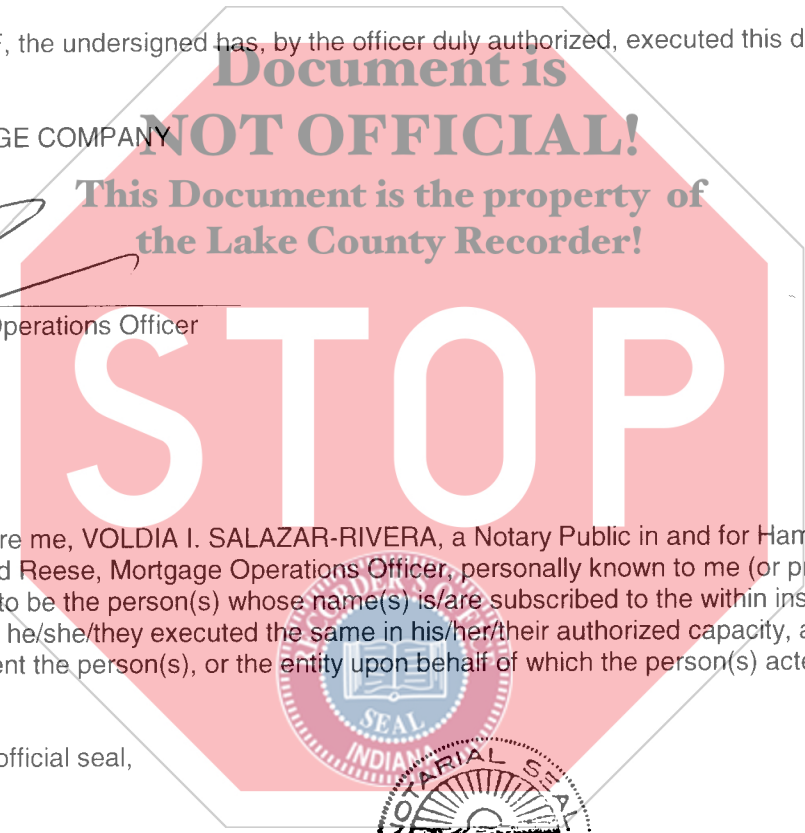 , the undersigned has, by the officer duly authorized, executed this d
Document is
NOT OFFICIAL!
GE COMPANY
This Document is the property of
the Lake County Recorder!
Operations Officer
STOP
re me, VOLDIA I. SALAZAR-RIVERA, a Notary Public in and for Ham
d Reese, Mortgage Operations Officer, personally known to me (or pr
to be the person(s) whose name(s) is/are subscribed to the within ins
he/she/they executed the same in his/her/their authorized capacity, a
ent the person(s), or the entity upon behalf of which the person(s) acte
RECORDER'S OFFICE
SEAL
INDIANA
official seal,
NOTARIAL SEAL